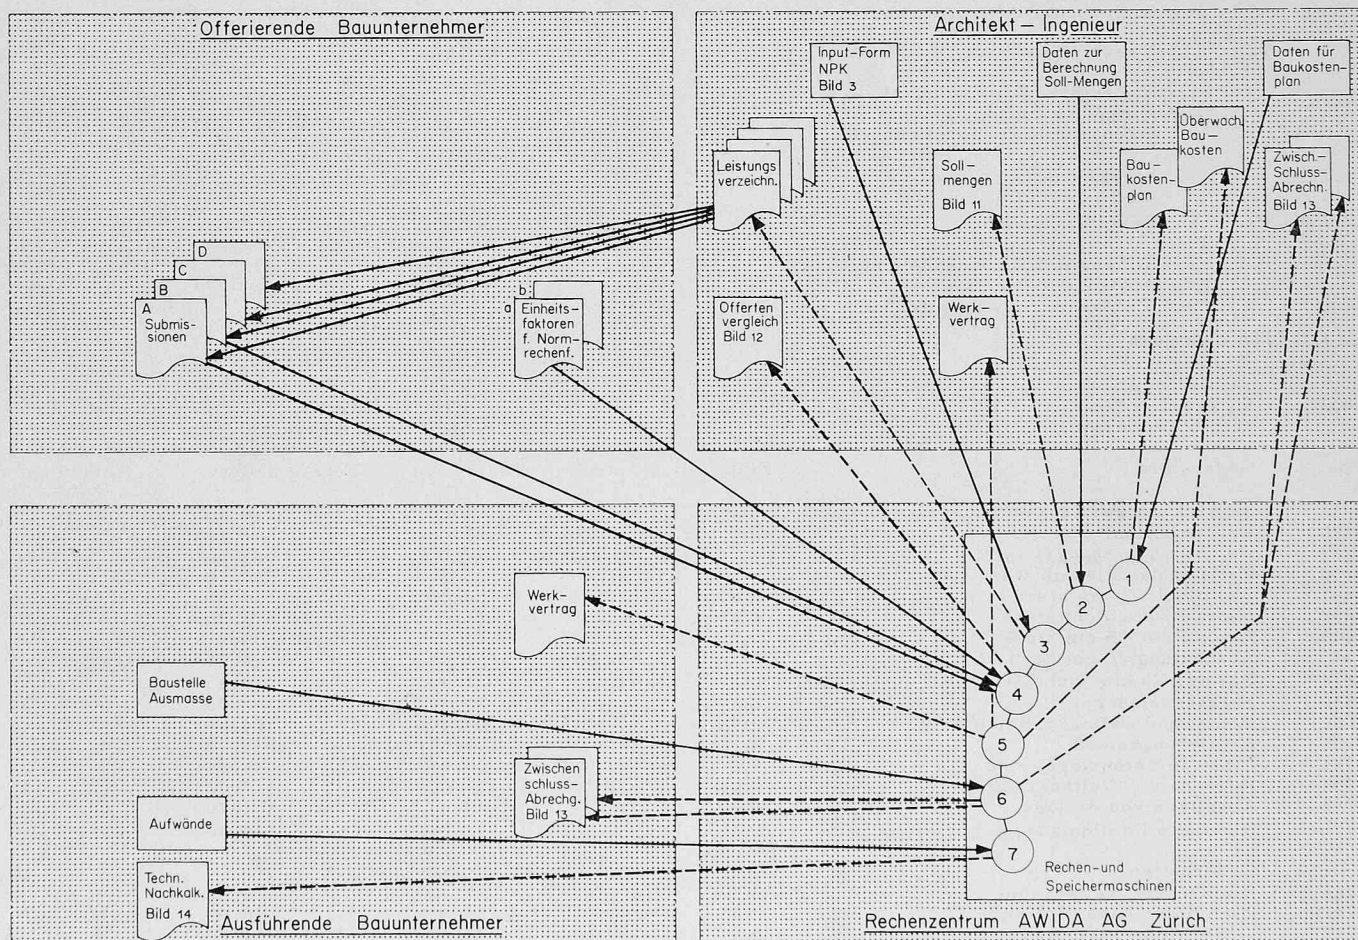 Offerierende Bauunternehmer
D
C
B
A
Submis-
sionen
b
a
Einheits-
faktoren
f. Norm-
rechenf.
Architekt – Ingenieur
Input-Form
NPK
Bild 3
Daten zur
Berechnung
Soll-Mengen
Daten für
Baukosten-
plan
Leistungs
verzeichn.
Soll-
mengen
Bild 11
Bau-
kosten-
plan
Überwach.
Bau-
kosten
Zwisch.-
Schluss-
Abrechn.
Bild 13
Offerten
vergleich
Bild 12
Werk-
vertrag
Werk-
vertrag
Baustelle
Ausmasse
Zwischen
schluss-
Abrechg.
Bild 13
Aufwände
Techn.
Nachkalk.
Bild 14
Ausführende Bauunternehmer
1
2
3
4
5
6
7
Rechen-und
Speichermaschinen
Rechenzentrum AWIDA AG Zürich